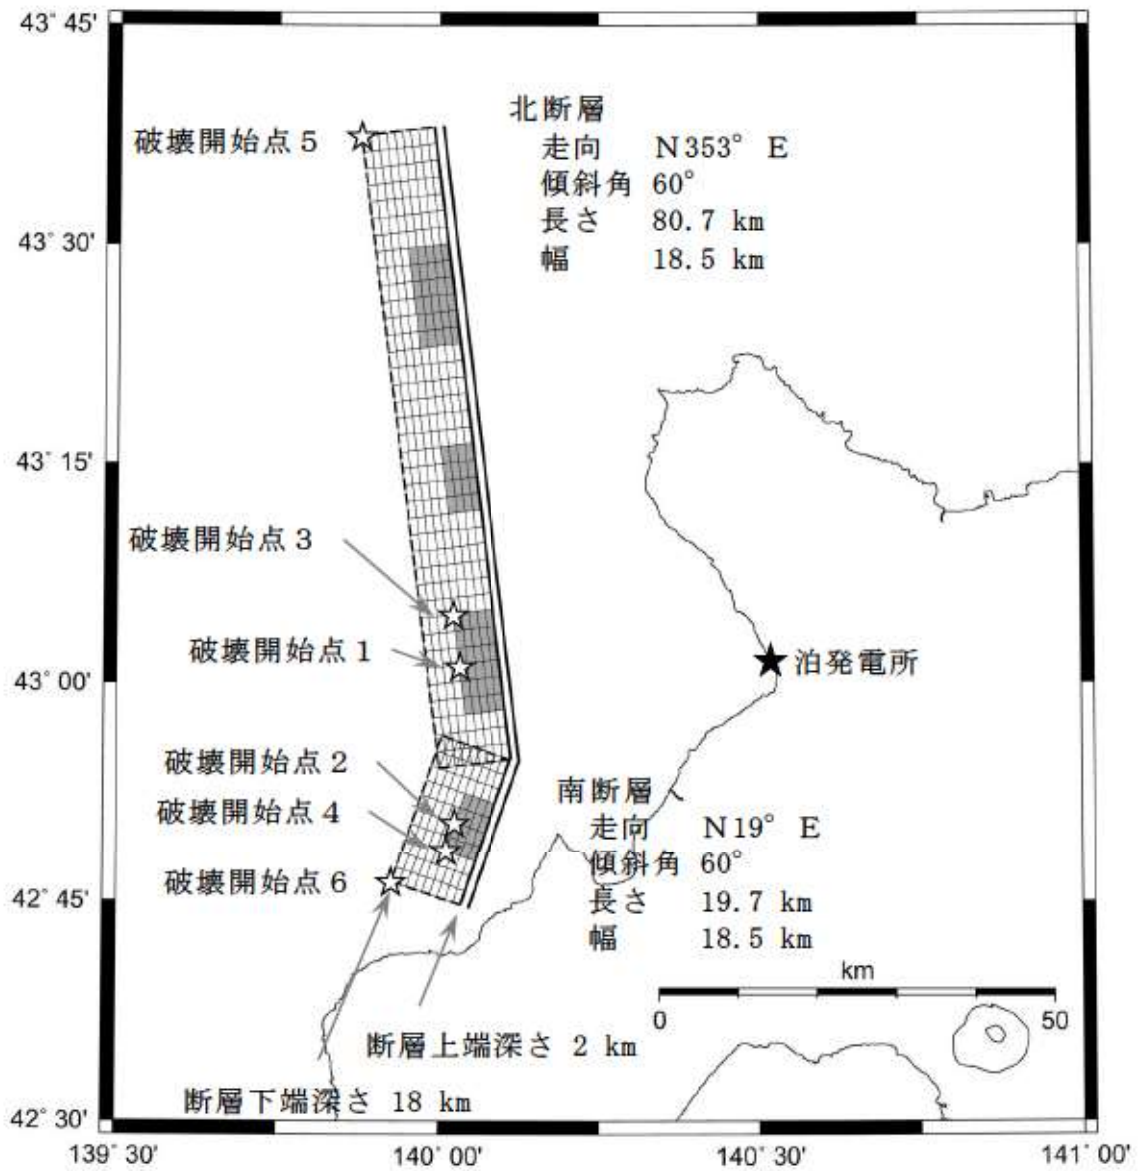 43° 45'
北断層
破壊開始点５
走向 N353° E
傾斜角 60°
長さ 80.7 km
幅 18.5 km
43° 30'
43° 15'
破壊開始点３
破壊開始点１
泊発電所
43° 00'
破壊開始点２
南断層
破壊開始点４
走向 N19° E
傾斜角 60°
破壊開始点６
42° 45'
長さ 19.7 km
幅 18.5 km
km
0 50
断層上端深さ 2 km
断層下端深さ 18 km
42° 30'
139° 30' 140° 00' 140° 30' 141° 00'